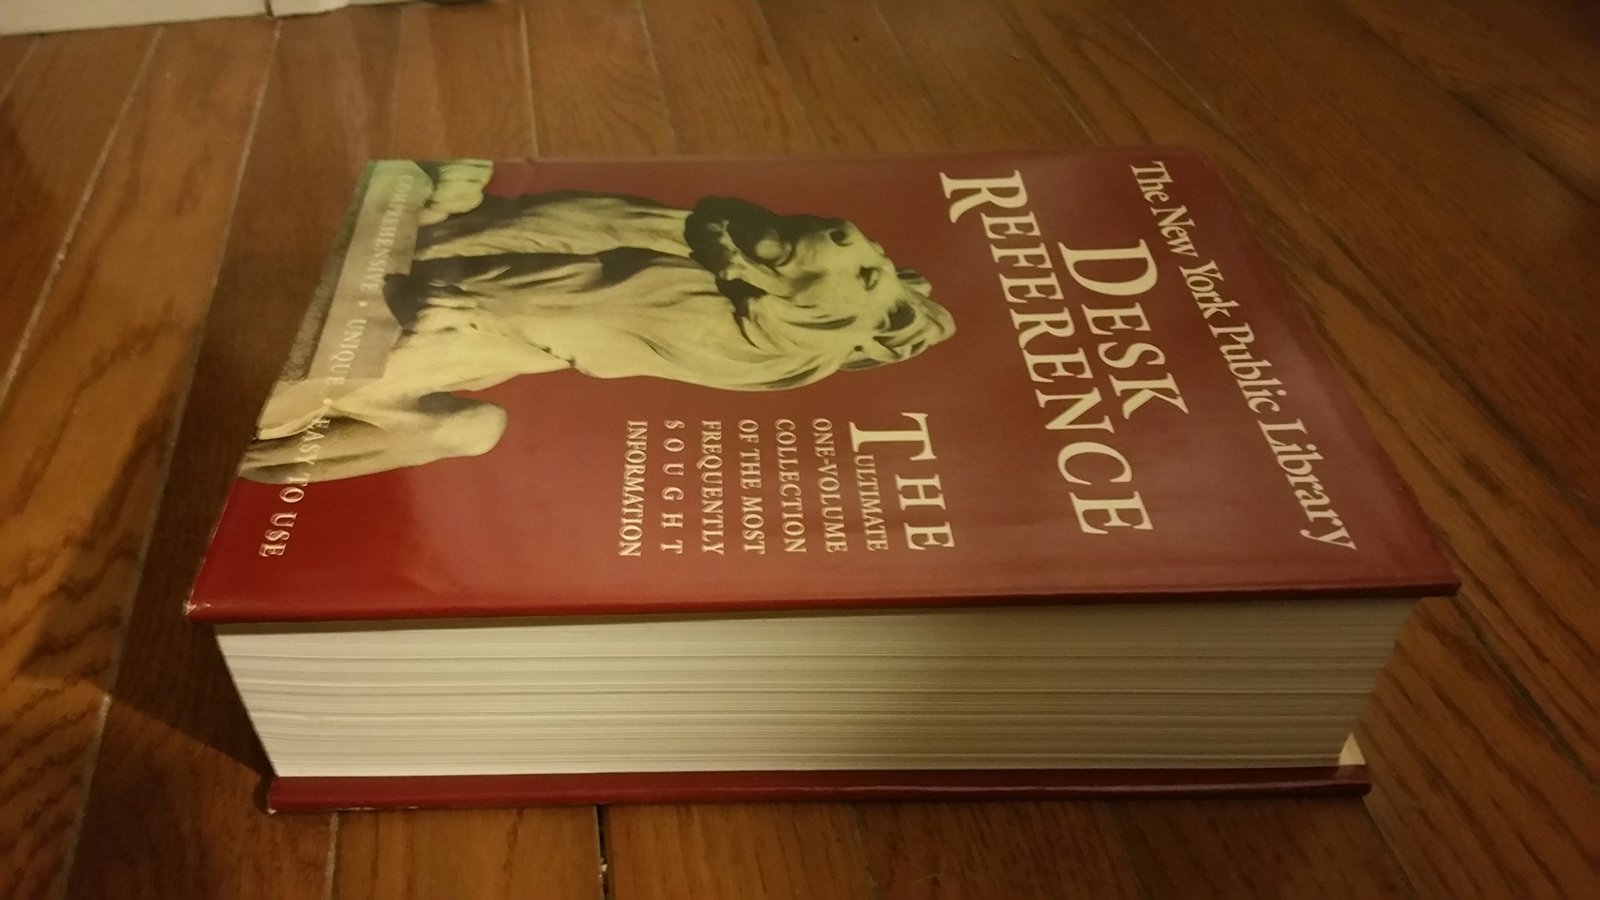 The New York Public Library
DESK
REFERENCE
THE
ULTIMATE
ONE-VOLUME
COLLECTION
OF THE MOST
FREQUENTLY
SOUGHT
INFORMATION
COMPREHENSIVE • UNIQUE • EASY TO USE